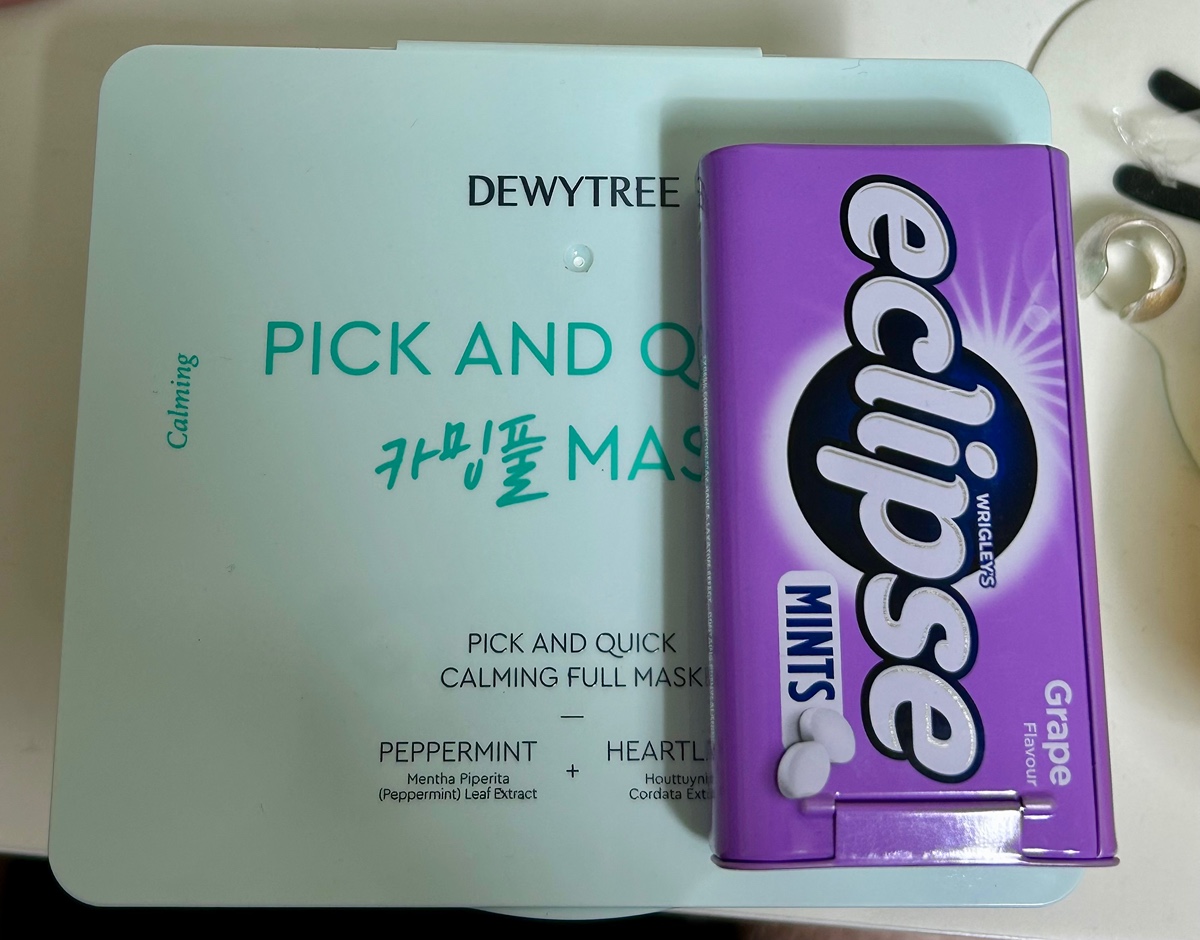 DEWYTREE
Calming
PICK AND
카밍풀 MAS
PICK AND QUICK
CALMING FULL MASK
PEPPERMINT + HEARTL
Mentha Piperita
(Peppermint) Leaf Extract
Houttuyni
Cordata Ext
eclipse
WRIGLEY'S
MINTS
Grape
Flavour